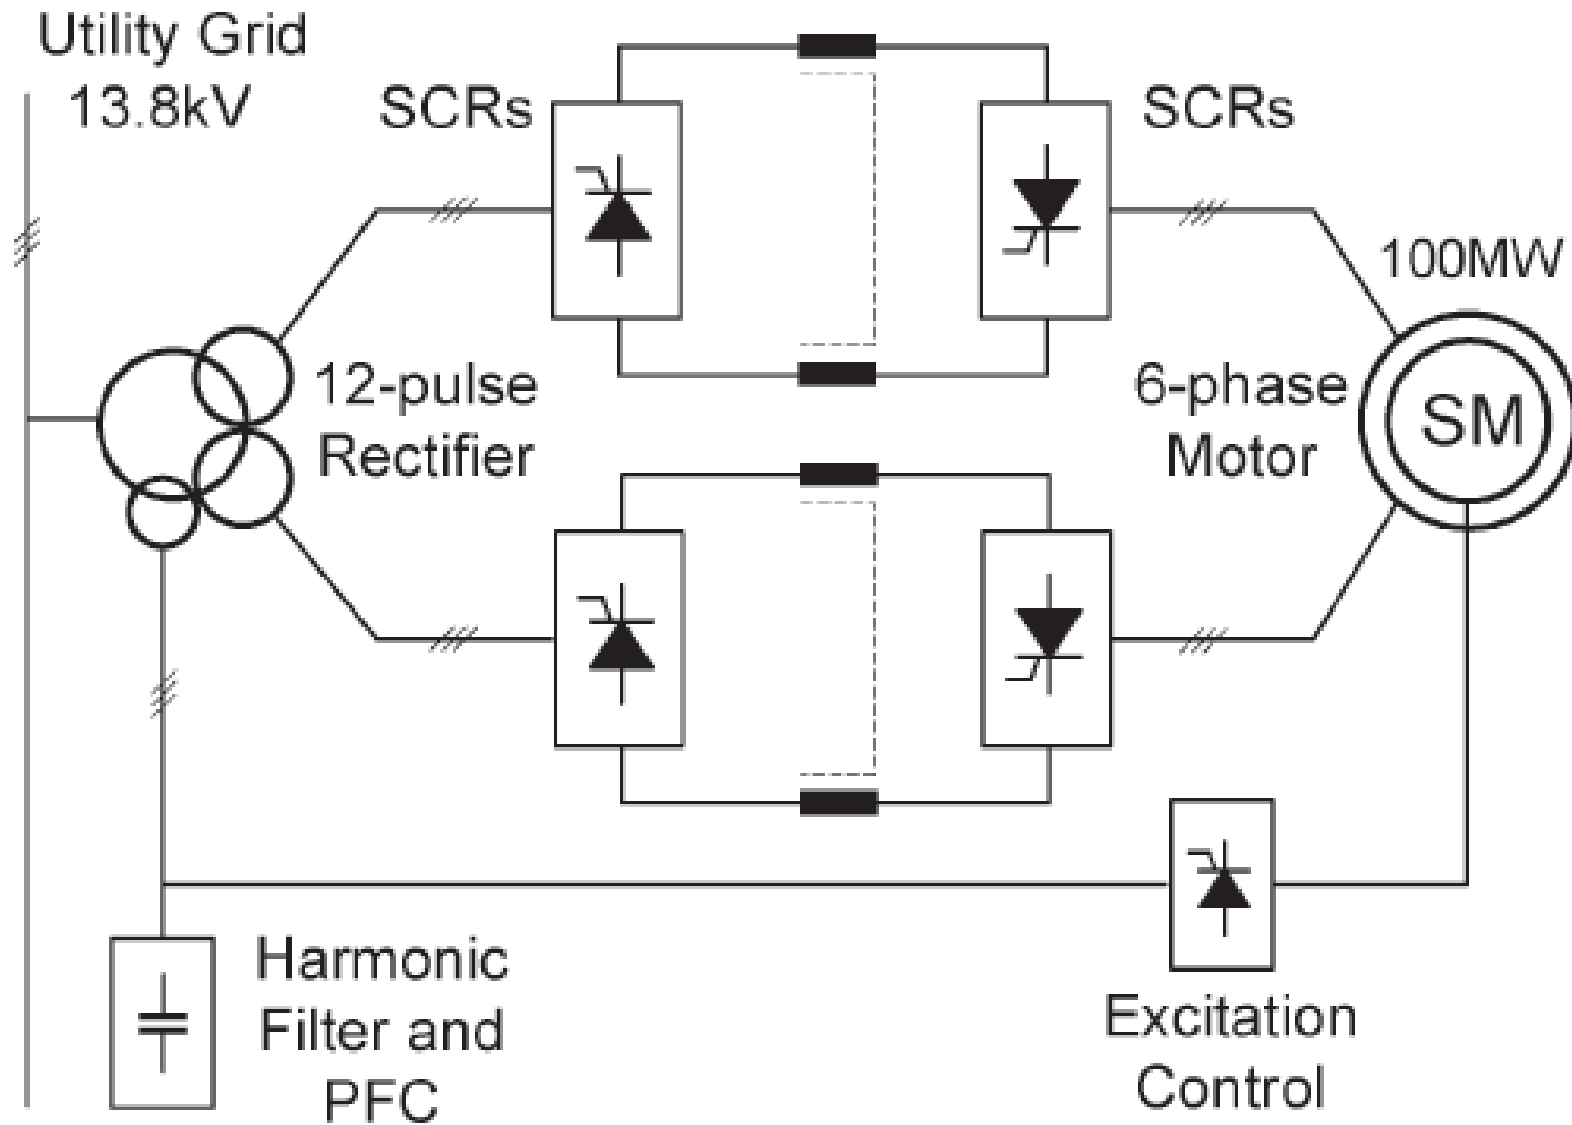 Utility Grid
13.8kV
SCRs
SCRs
100MW
12-pulse
Rectifier
6-phase
Motor
SM
Harmonic
Filter and
PFC
Excitation
Control